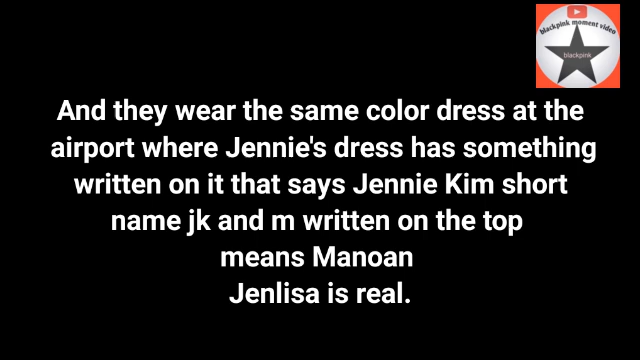 blackpink moment video
blackpink
And they wear the same color dress at the
airport where Jennie's dress has something
written on it that says Jennie Kim short
name jk and m written on the top
means Manoan
Jenlisa is real.